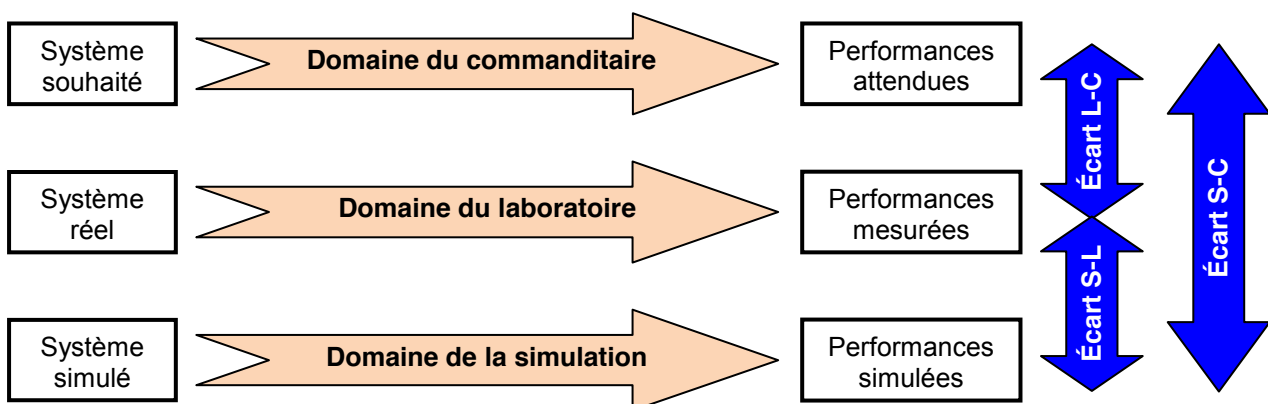 Système
souhaité
Domaine du commanditaire
Performances
attendues
Écart L-C
Écart S-C
Système
réel
Domaine du laboratoire
Performances
mesurées
Écart S-L
Système
simulé
Domaine de la simulation
Performances
simulées